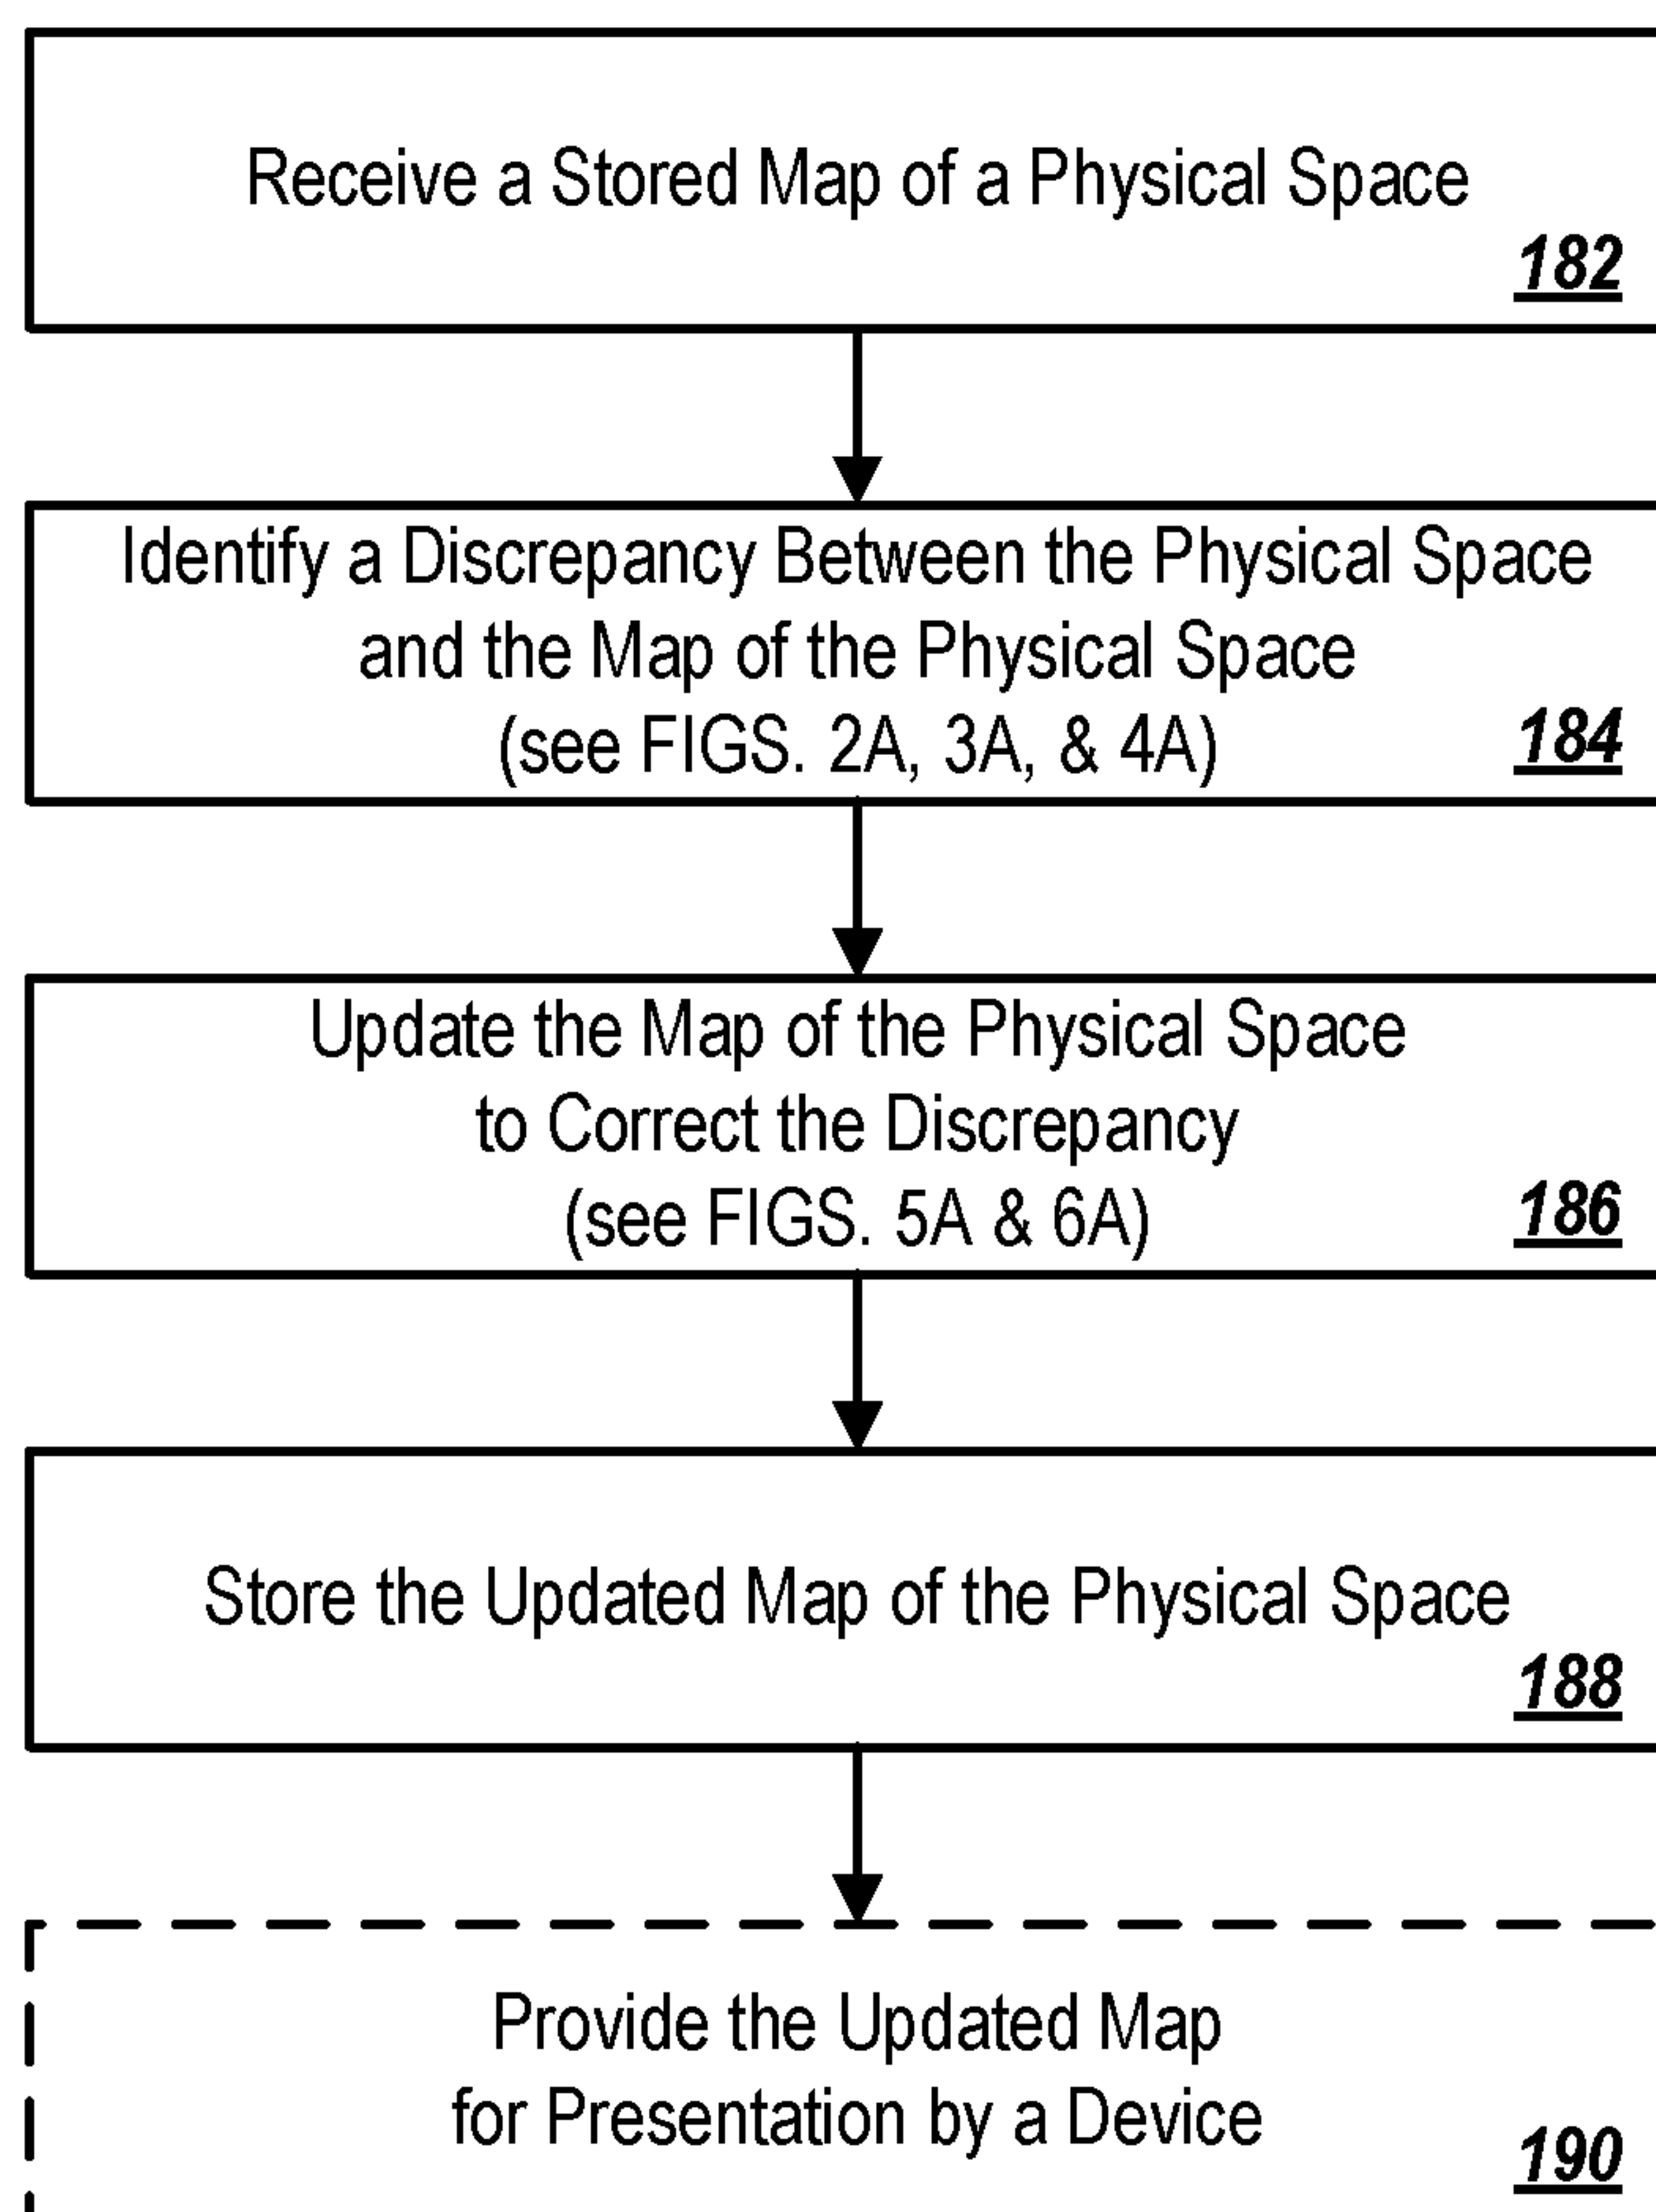 Receive a Stored Map of a Physical Space
182
Identify a Discrepancy Between the Physical Space
and the Map of the Physical Space
(see FIGS. 2A, 3A, & 4A)
184
Update the Map of the Physical Space
to Correct the Discrepancy
(see FIGS. 5A & 6A)
186
Store the Updated Map of the Physical Space
188
Provide the Updated Map
for Presentation by a Device
190